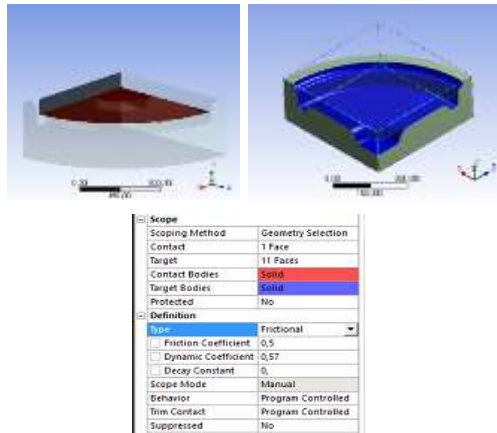 Scope
Scoping Method Geometry Selection
Contact 1 Face
Target 11 Faces
Contact Bodies Solid
Target Bodies Solid
Protected No
Definition
Type Frictional
Friction Coefficient 0,5
Dynamic Coefficient 0,57
Decay Constant 0,
Scope Mode Manual
Behavior Program Controlled
Trim Contact Program Controlled
Suppressed No